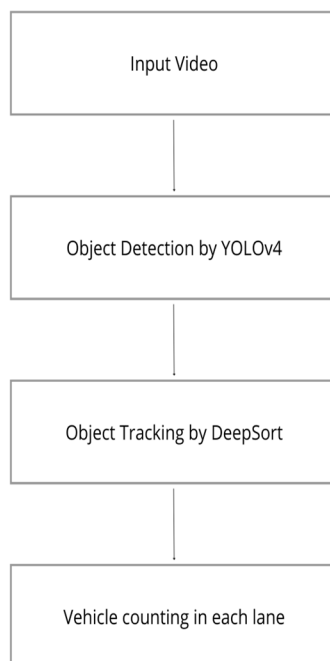 Input Video
Object Detection by YOLOv4
Object Tracking by DeepSort
Vehicle counting in each lane